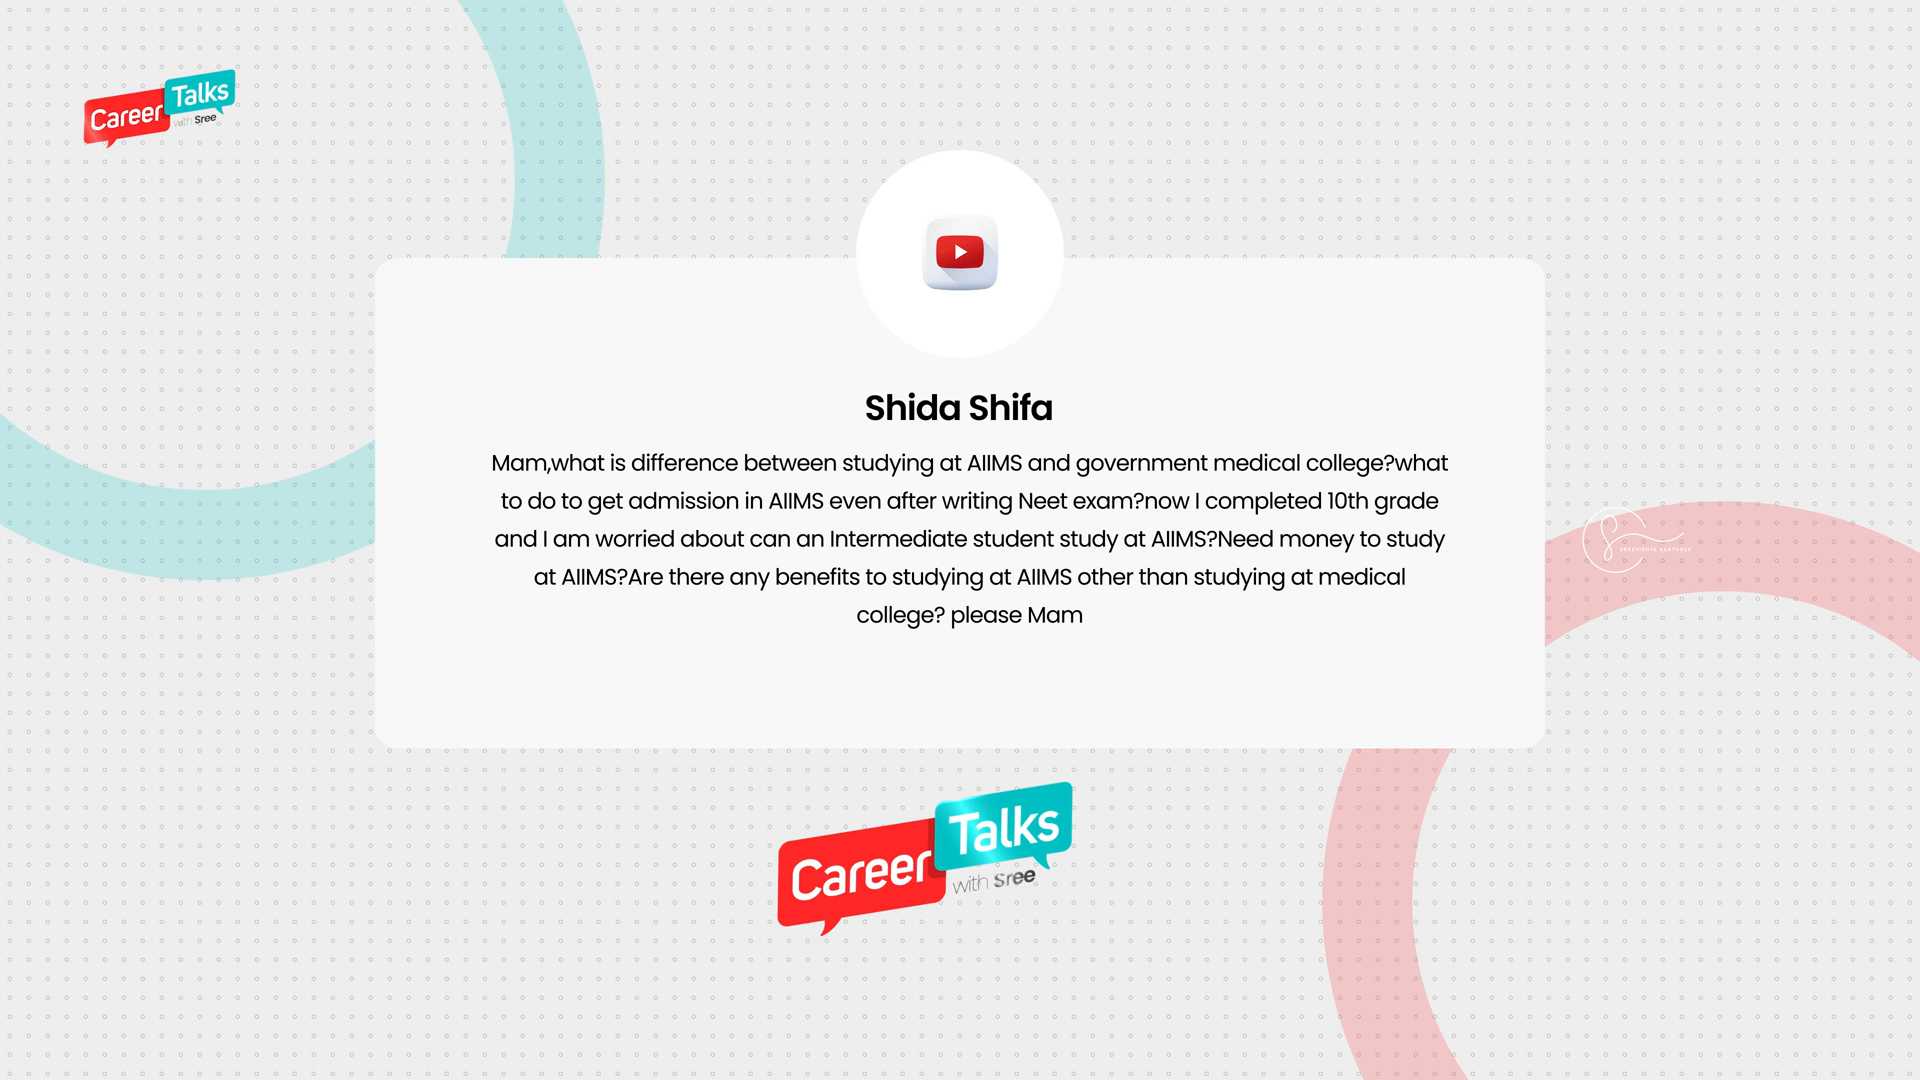 Career Talks
with Sree
Shida Shifa
Mam,what is difference between studying at AIIMS and government medical college?what
to do to get admission in AIIMS even after writing Neet exam?now I completed 10th grade
and I am worried about can an Intermediate student study at AIIMS?Need money to study
at AIIMS?Are there any benefits to studying at AIIMS other than studying at medical
college? please Mam
SREEVIDHYA SANTHOSH
Career Talks
with Sree